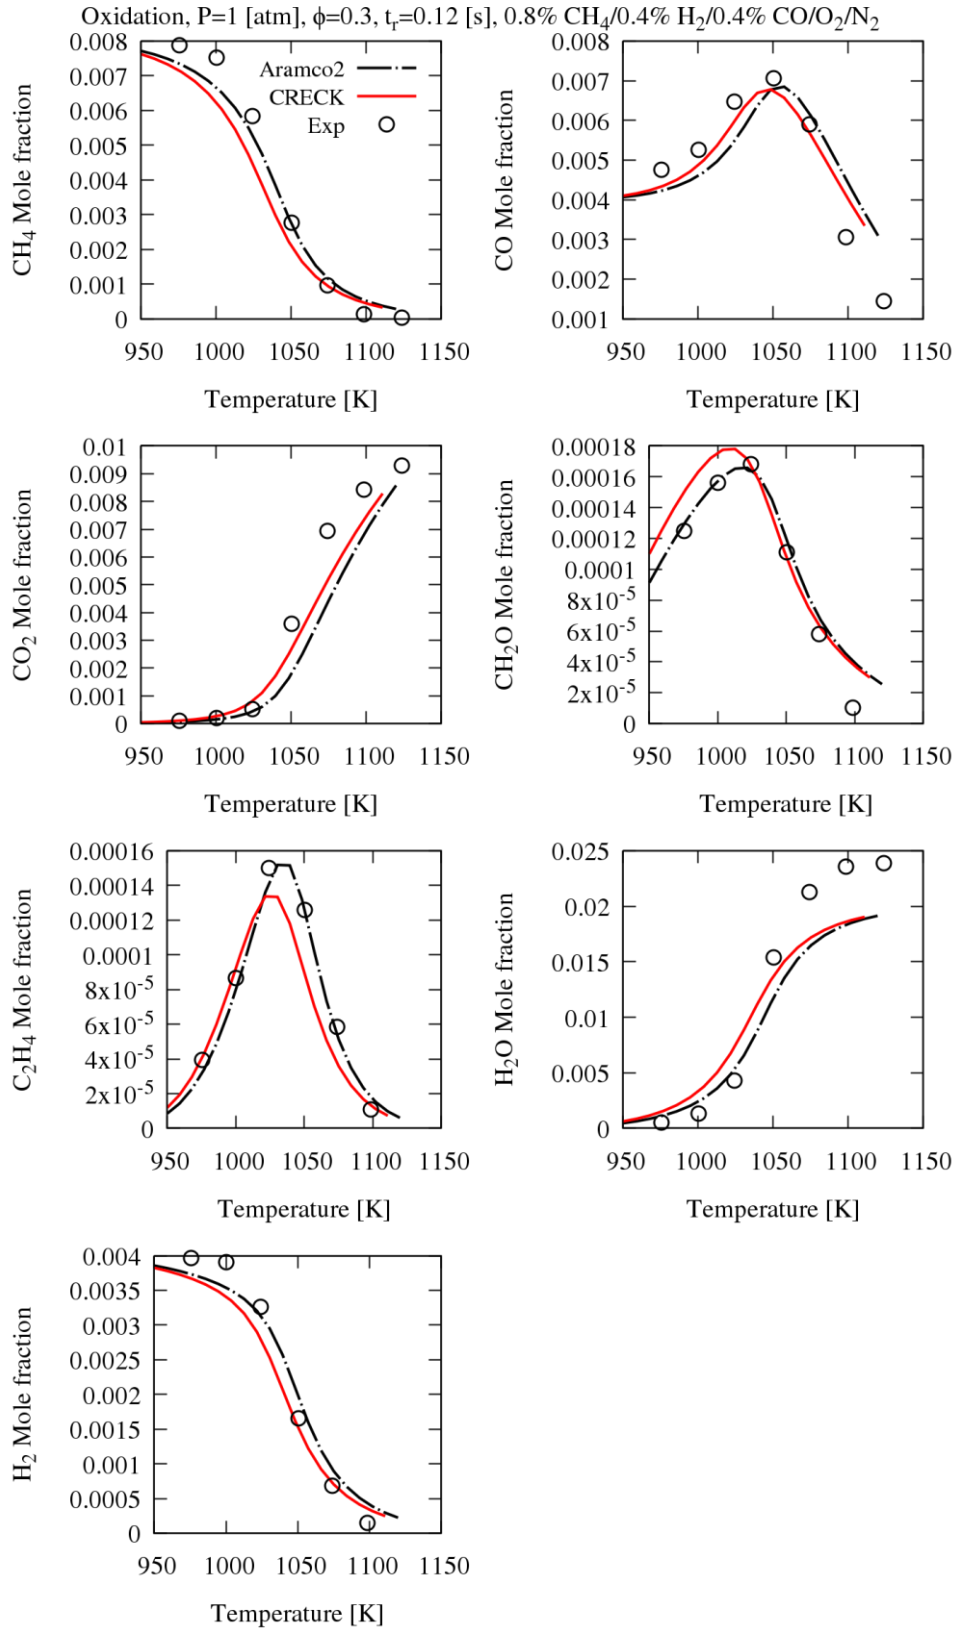 Oxidation, P=1 [atm], ϕ=0.3, tᵣ=0.12 [s], 0.8% CH₄/0.4% H₂/0.4% CO/O₂/N₂
0.008
0.007
0.006
0.005
0.004
0.003
0.002
0.001
0
CH₄ Mole fraction
Aramco2
CRECK
Exp
950 1000 1050 1100 1150
Temperature [K]
0.008
0.007
0.006
0.005
0.004
0.003
0.002
0.001
CO Mole fraction
950 1000 1050 1100 1150
Temperature [K]
0.01
0.009
0.008
0.007
0.006
0.005
0.004
0.003
0.002
0.001
0
CO₂ Mole fraction
950 1000 1050 1100 1150
Temperature [K]
0.00018
0.00016
0.00014
0.00012
0.0001
8x10⁻⁵
6x10⁻⁵
4x10⁻⁵
2x10⁻⁵
0
CH₂O Mole fraction
950 1000 1050 1100 1150
Temperature [K]
0.00016
0.00014
0.00012
0.0001
8x10⁻⁵
6x10⁻⁵
4x10⁻⁵
2x10⁻⁵
0
C₂H₄ Mole fraction
950 1000 1050 1100 1150
Temperature [K]
0.025
0.02
0.015
0.01
0.005
0
H₂O Mole fraction
950 1000 1050 1100 1150
Temperature [K]
0.004
0.0035
0.003
0.0025
0.002
0.0015
0.001
0.0005
0
H₂ Mole fraction
950 1000 1050 1100 1150
Temperature [K]